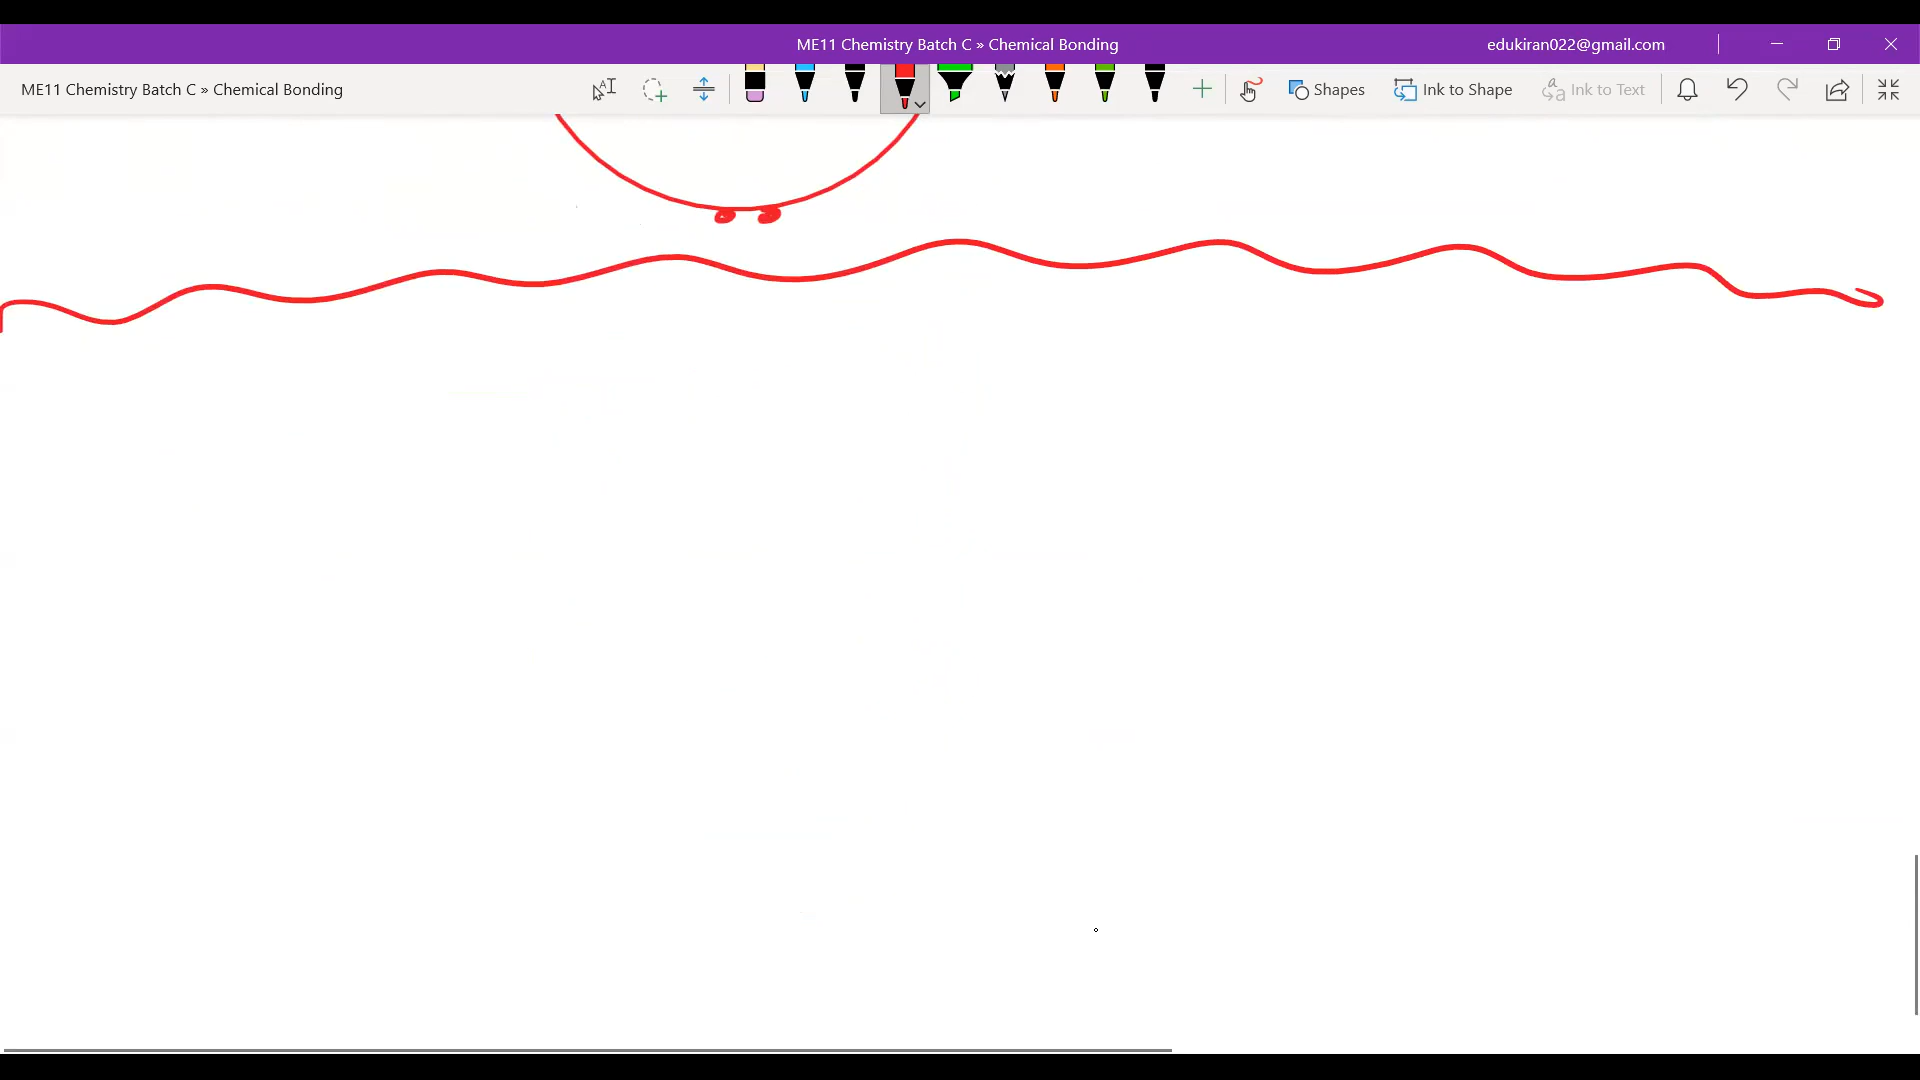 ME11 Chemistry Batch C » Chemical Bonding
edukiran022@gmail.com
ME11 Chemistry Batch C » Chemical Bonding
Shapes
Ink to Shape
Ink to Text